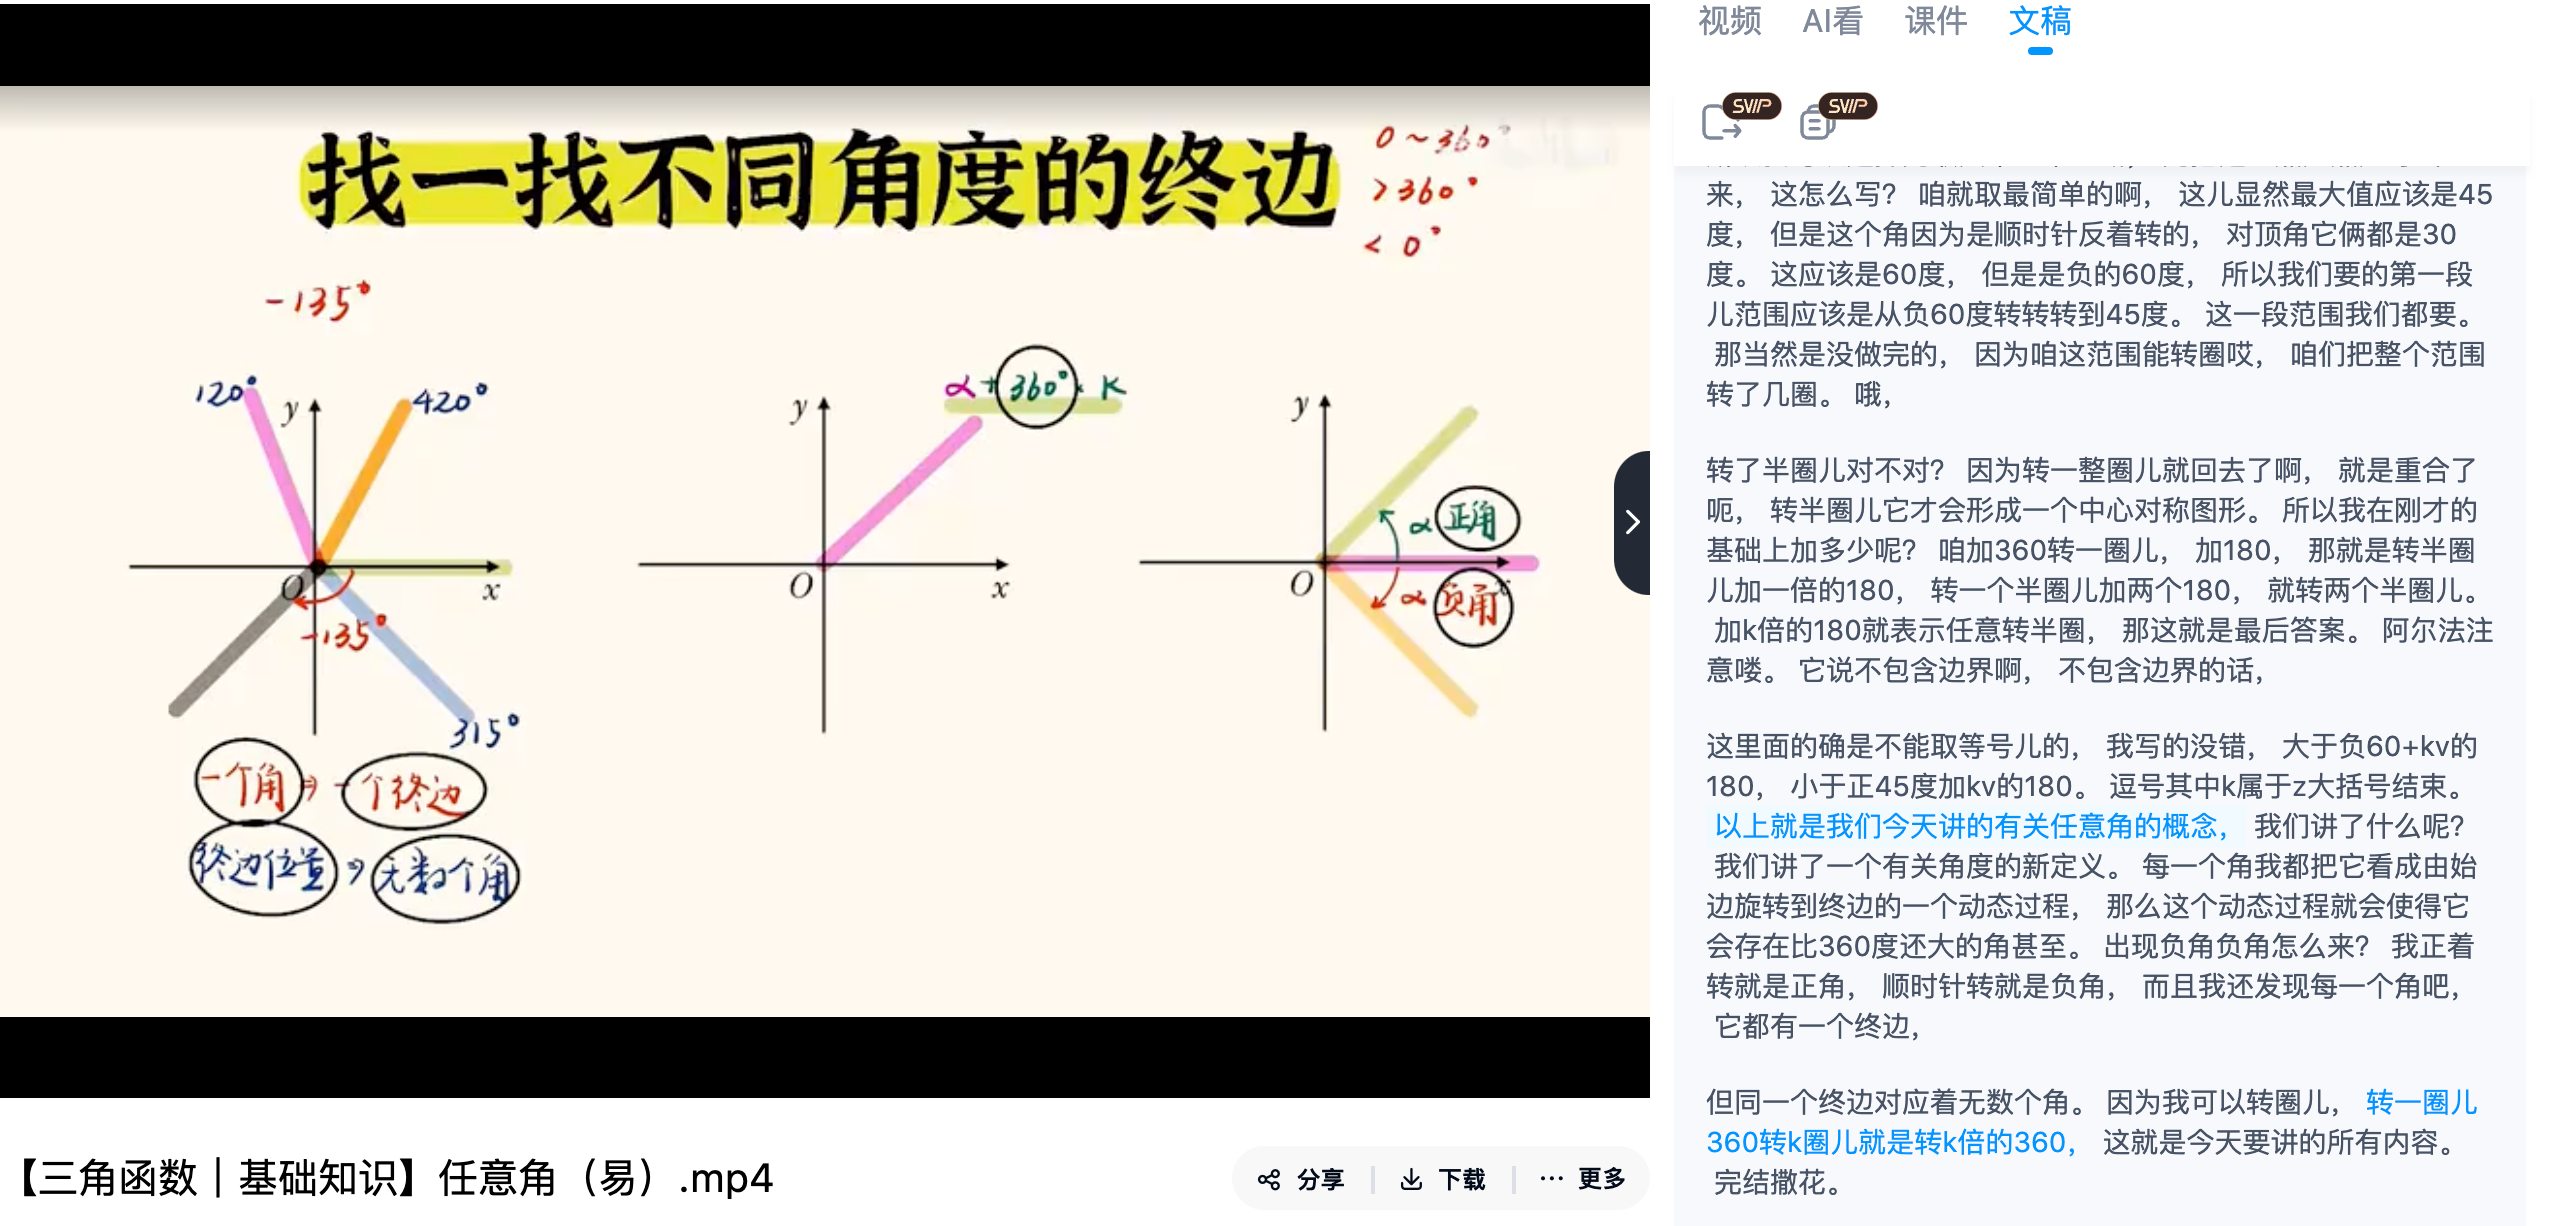 找一找不同角度的终边
0～360°
>360°
<0°
-135°
120°
420°
y
O
x
-135°
315°
一个角⇒一个终边
终边位置⇒无数个角
α+360°·K
y
O
x
y
O
x
α 正角
α 负角
【三角函数｜基础知识】任意角（易）.mp4
分享
下载
更多
视频 AI看 课件 文稿
SVIP SVIP
来， 这怎么写？ 咱就取最简单的啊， 这儿显然最大值应该是45
度， 但是这个角因为是顺时针反着转的， 对顶角它俩都是30
度。 这应该是60度， 但是是负的60度， 所以我们要的第一段
儿范围应该是从负60度转转转到45度。 这一段范围我们都要。
那当然是没做完的， 因为咱这范围能转圈哎， 咱们把整个范围
转了几圈。 哦，
转了半圈儿对不对？ 因为转一整圈儿就回去了啊， 就是重合了
呃， 转半圈儿它才会形成一个中心对称图形。 所以我在刚才的
基础上加多少呢？ 咱加360转一圈儿， 加180， 那就是转半圈
儿加一倍的180， 转一个半圈儿加两个180， 就转两个半圈儿。
加k倍的180就表示任意转半圈， 那这就是最后答案。 阿尔法注
意喽。 它说不包含边界啊， 不包含边界的话，
这里面的确是不能取等号儿的， 我写的没错， 大于负60+kv的
180， 小于正45度加kv的180。 逗号其中k属于z大括号结束。
以上就是我们今天讲的有关任意角的概念， 我们讲了什么呢？
我们讲了一个有关角度的新定义。 每一个角我都把它看成由始
边旋转到终边的一个动态过程， 那么这个动态过程就会使得它
会存在比360度还大的角甚至。 出现负角负角怎么来？ 我正着
转就是正角， 顺时针转就是负角， 而且我还发现每一个角吧，
它都有一个终边，
但同一个终边对应着无数个角。 因为我可以转圈儿， 转一圈儿
360转k圈儿就是转k倍的360， 这就是今天要讲的所有内容。
完结撒花。